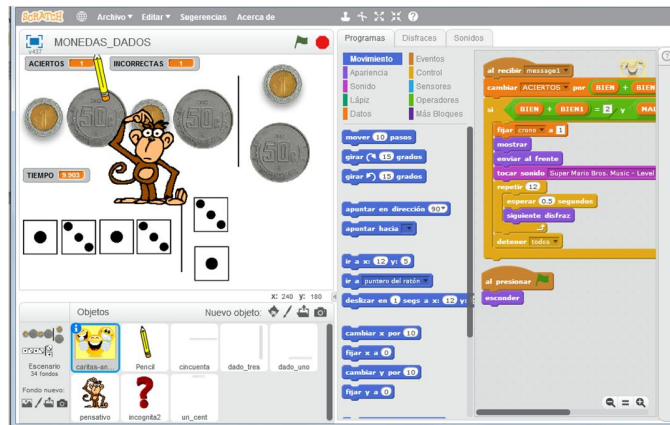 SCRATCH Archivo Editar Sugerencias Acerca de
MONEDAS_DADOS
v437
ACIERTOS 1 INCORRECTAS 1
50¢ 50¢
50¢
TIEMPO 9.903
X: 240 y: 180
Objetos Nuevo objeto:
Escenario
34 fondos
Fondo nuevo:
caritas-an... Pencil cincuenta dado_tres dado_uno
pensativo incognita2 un_cent
Programas Disfraces Sonidos
Movimiento Eventos
Apariencia Control
Sonido Sensores
Lápiz Operadores
Datos Más Bloques
mover 10 pasos
girar 15 grados
girar 15 grados
apuntar en dirección 90
apuntar hacia
ir a x: 12 y: 5
ir a puntero del ratón
deslizar en 1 segs a x: 12 y:
cambiar x por 10
fijar x a 0
cambiar y por 10
fijar y a 0
al recibir message1
cambiar ACIERTOS por BIEN + BIEN
si BIEN + BIEN1 = 2 y MAL
fijar crono a 1
mostrar
enviar al frente
tocar sonido Super Mario Bros. Music - Level
repetir 12
esperar 0.5 segundos
siguiente disfraz
detener todos
al presionar
esconder